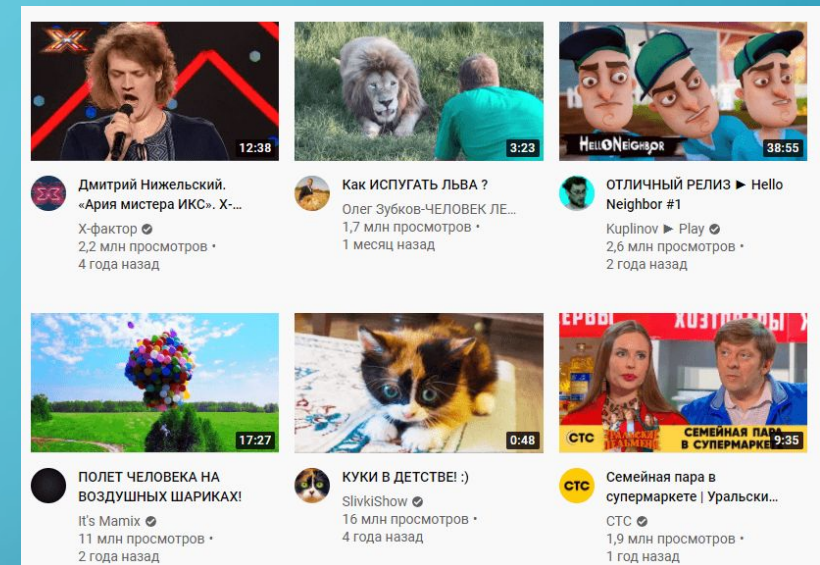 12:38
3:23
HELLO NEIGHBOR
38:55
Дмитрий Нижельский.
«Ария мистера ИКС». Х-...
Х-фактор
2,2 млн просмотров •
4 года назад
Как ИСПУГАТЬ ЛЬВА ?
Олег Зубков-ЧЕЛОВЕК ЛЕ...
1,7 млн просмотров •
1 месяц назад
ОТЛИЧНЫЙ РЕЛИЗ ► Hello
Neighbor #1
Kuplinov ► Play
2,6 млн просмотров •
2 года назад
17:27
0:48
СТС
СЕМЕЙНАЯ ПАРА
В СУПЕРМАРКЕ
9:35
ПОЛЕТ ЧЕЛОВЕКА НА
ВОЗДУШНЫХ ШАРИКАХ!
It's Mamix
11 млн просмотров •
2 года назад
КУКИ В ДЕТСТВЕ! :)
SlivkiShow
16 млн просмотров •
4 года назад
СТС
Семейная пара в
супермаркете | Уральски...
СТС
1,9 млн просмотров •
1 год назад